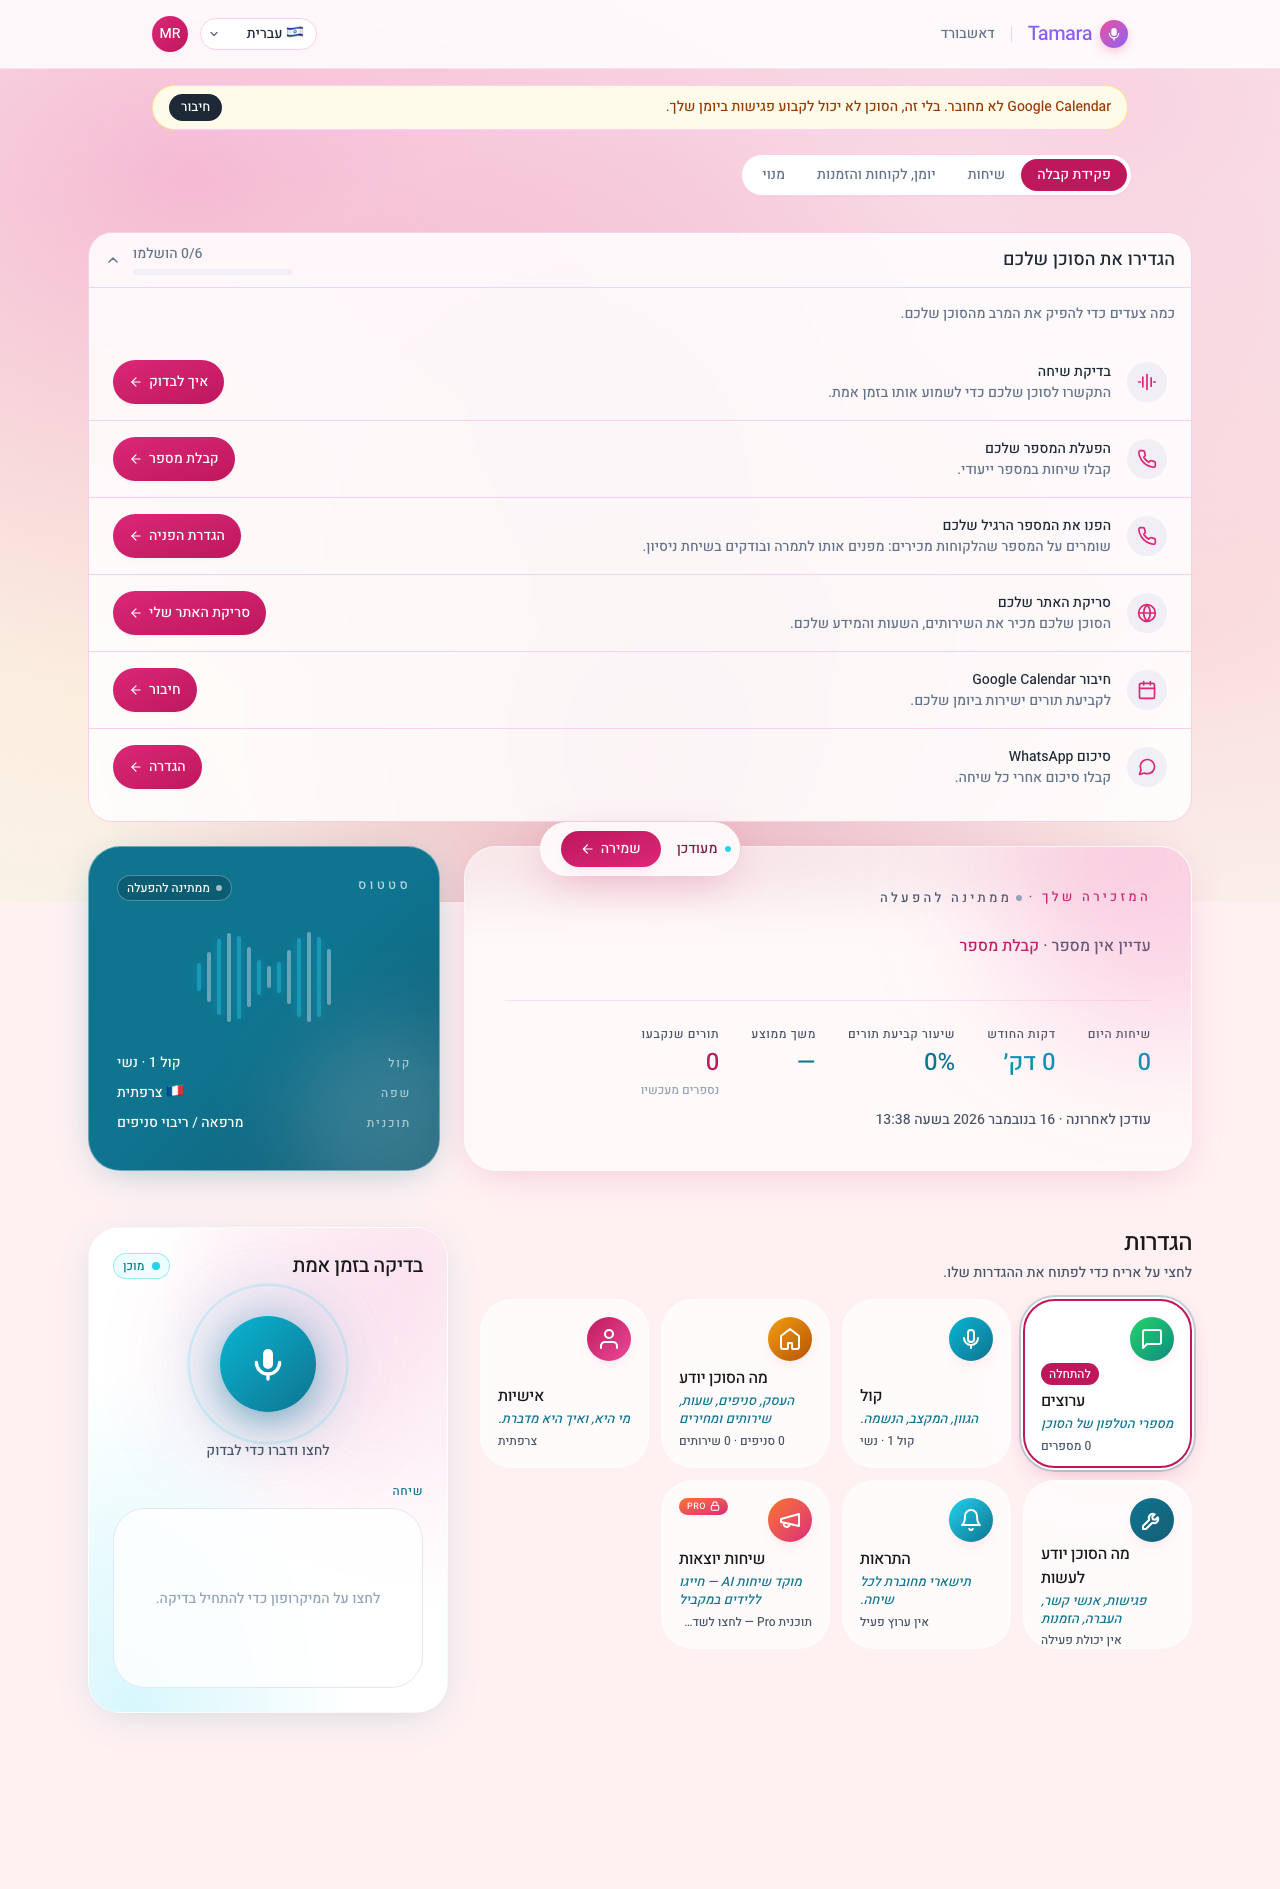 Tamara
דאשבורד
עברית
MR
Google Calendar לא מחובר. בלי זה, הסוכן לא יכול לקבוע פגישות ביומן שלך.
חיבור
פקידת קבלה
שיחות
יומן, לקוחות והזמנות
מנוי
הגדירו את הסוכן שלכם
0/6 הושלמו
כמה צעדים כדי להפיק את המרב מהסוכן שלכם.
בדיקת שיחה
התקשרו לסוכן שלכם כדי לשמוע אותו בזמן אמת.
איך לבדוק ←
הפעלת המספר שלכם
קבלו שיחות במספר ייעודי.
קבלת מספר ←
הפנו את המספר הרגיל שלכם
שומרים על המספר שהלקוחות מכירים: מפנים אותו לתמרה ובודקים בשיחת ניסיון.
הגדרת הפניה ←
סריקת האתר שלכם
הסוכן שלכם מכיר את השירותים, השעות והמידע שלכם.
סריקת האתר שלי ←
חיבור Google Calendar
לקביעת תורים ישירות ביומן שלכם.
חיבור ←
סיכום WhatsApp
קבלו סיכום אחרי כל שיחה.
הגדרה ←
מעודכן
שמירה ←
המזכירה שלך · ממתינה להפעלה
עדיין אין מספר · קבלת מספר
שיחות היום
0
דקות החודש
0 דק׳
שיעור קביעת תורים
0%
משך ממוצע
—
תורים שנקבעו
0
נספרים מעכשיו
עודכן לאחרונה · 16 בנובמבר 2026 בשעה 13:38
סטטוס
ממתינה להפעלה
קול
קול 1 · נשי
שפה
צרפתית
תוכנית
מרפאה / ריבוי סניפים
הגדרות
לחצי על אריח כדי לפתוח את ההגדרות שלו.
להתחלה
ערוצים
מספרי הטלפון של הסוכן
0 מספרים
קול
הגוון, המקצב, הנשמה.
קול 1 · נשי
מה הסוכן יודע
העסק, סניפים, שעות,
שירותים ומחירים
0 סניפים · 0 שירותים
אישיות
מי היא, ואיך היא מדברת.
צרפתית
מה הסוכן יודע
לעשות
פגישות, אנשי קשר,
העברה, הזמנות
אין יכולת פעילה
התראות
תישארי מחוברת לכל
שיחה.
אין ערוץ פעיל
PRO
שיחות יוצאות
מוקד שיחות AI — חייגו
ללידים במקביל
תוכנית Pro — לחצו לשד...
בדיקה בזמן אמת
מוכן
לחצו ודברו כדי לבדוק
שיחה
לחצו על המיקרופון כדי להתחיל בדיקה.